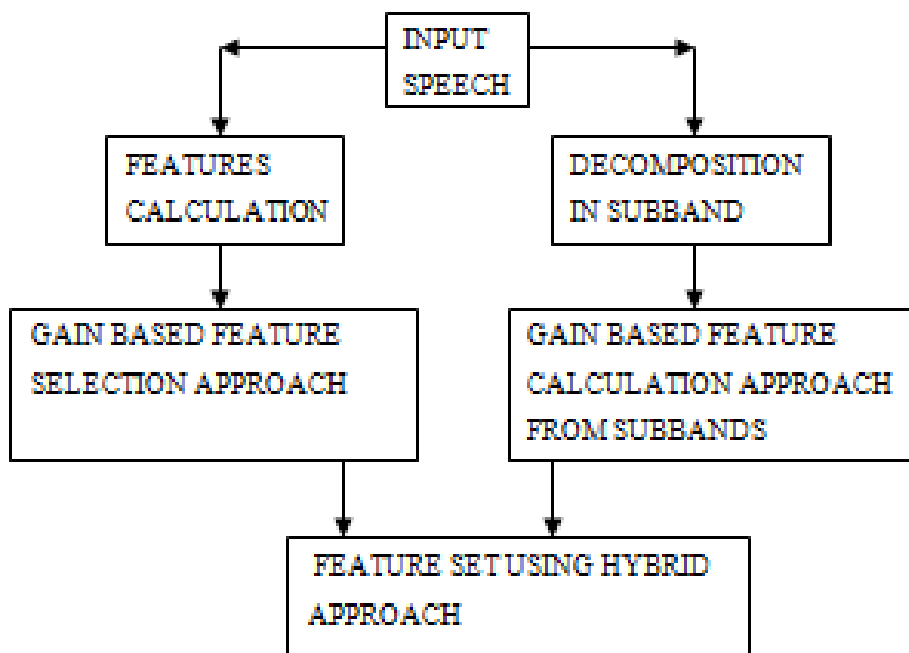 INPUT
SPEECH
FEATURES
CALCULATION
DECOMPOSITION
IN SUBBAND
GAIN BASED FEATURE
SELECTION APPROACH
GAIN BASED FEATURE
CALCULATION APPROACH
FROM SUBBANDS
FEATURE SET USING HYBRID
APPROACH